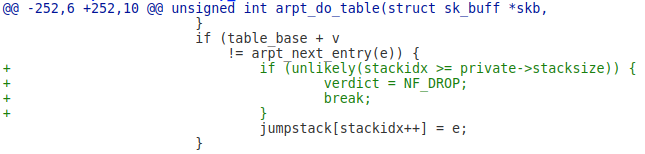 @@ -252,6 +252,10 @@ unsigned int arpt_do_table(struct sk_buff *skb,
                        }
                        if (table_base + v
                            != arpt_next_entry(e)) {
+                               if (unlikely(stackidx >= private->stacksize)) {
+                                       verdict = NF_DROP;
+                                       break;
+                               }
                                jumpstack[stackidx++] = e;
                        }